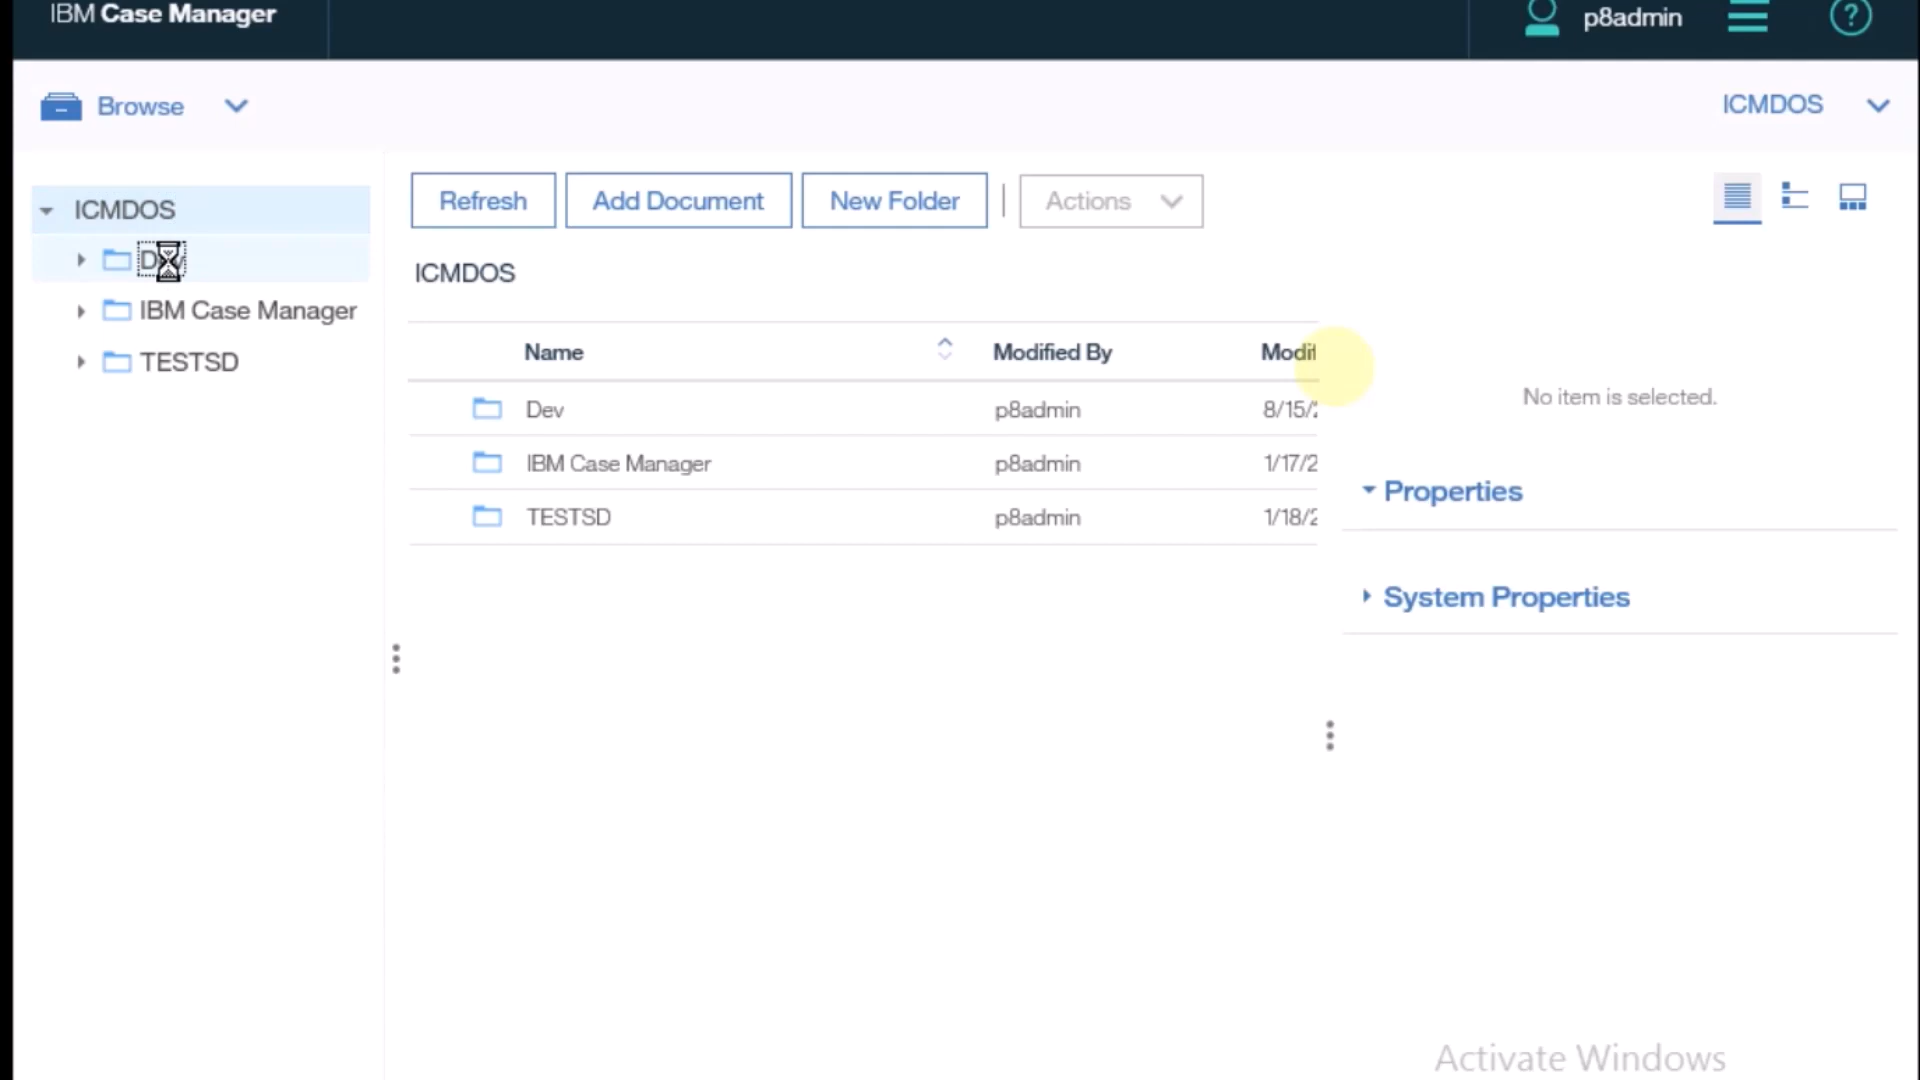 IBM Case Manager
p8admin
?
Browse
ICMDOS
ICMDOS
IBM Case Manager
TESTSD
Refresh
Add Document
New Folder
Actions
ICMDOS
Name
Modified By
Dev
p8admin
8/15/
IBM Case Manager
p8admin
1/17/2
TESTSD
p8admin
1/18/2
No item is selected.
Properties
System Properties
Activate Windows